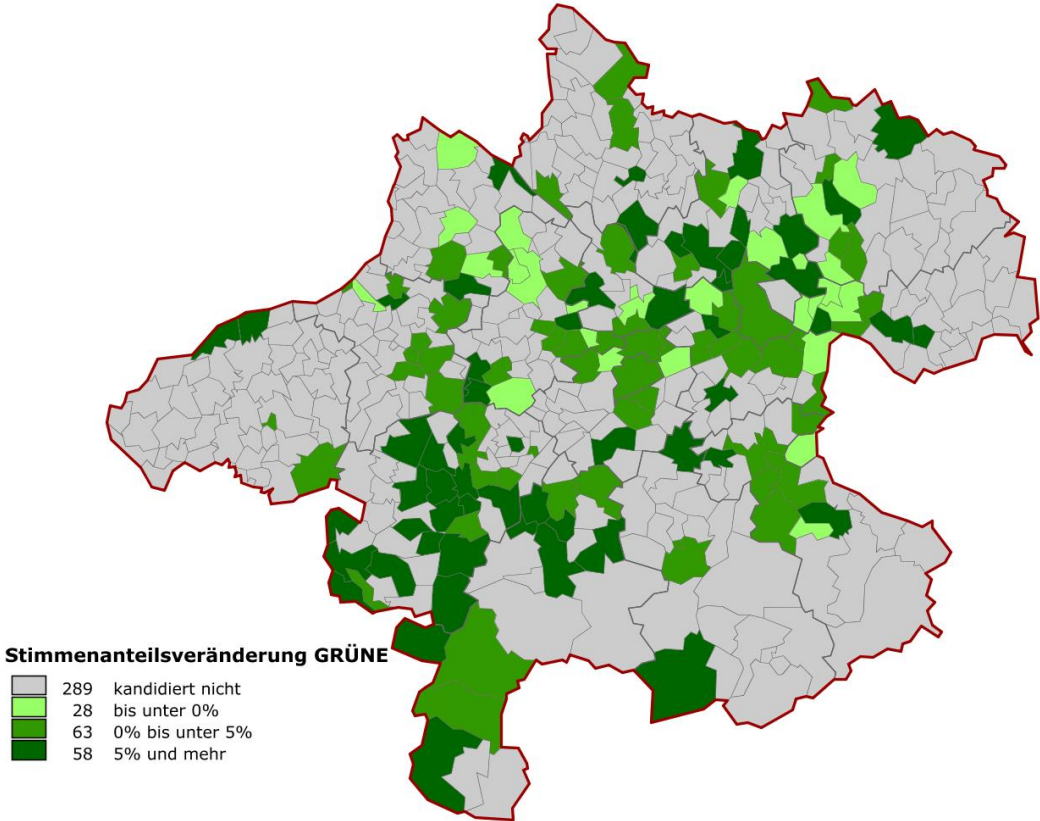 Stimmenanteilsveränderung GRÜNE
289 kandidiert nicht
28 bis unter 0%
63 0% bis unter 5%
58 5% und mehr